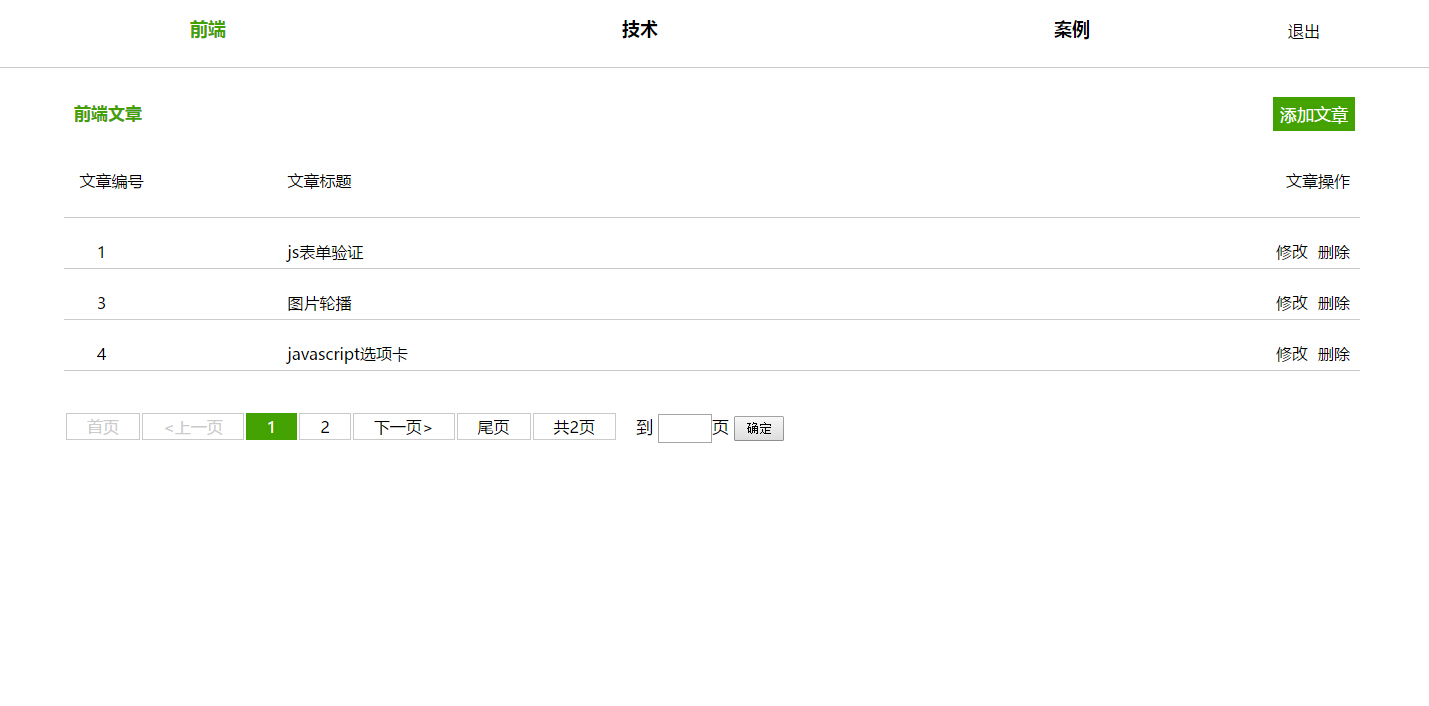 前端 技术 案例 退出
前端文章 添加文章
文章编号 文章标题 文章操作
1 js表单验证 修改 删除
3 图片轮播 修改 删除
4 javascript选项卡 修改 删除
首页 <上一页 1 2 下一页> 尾页 共2页 到 页 确定